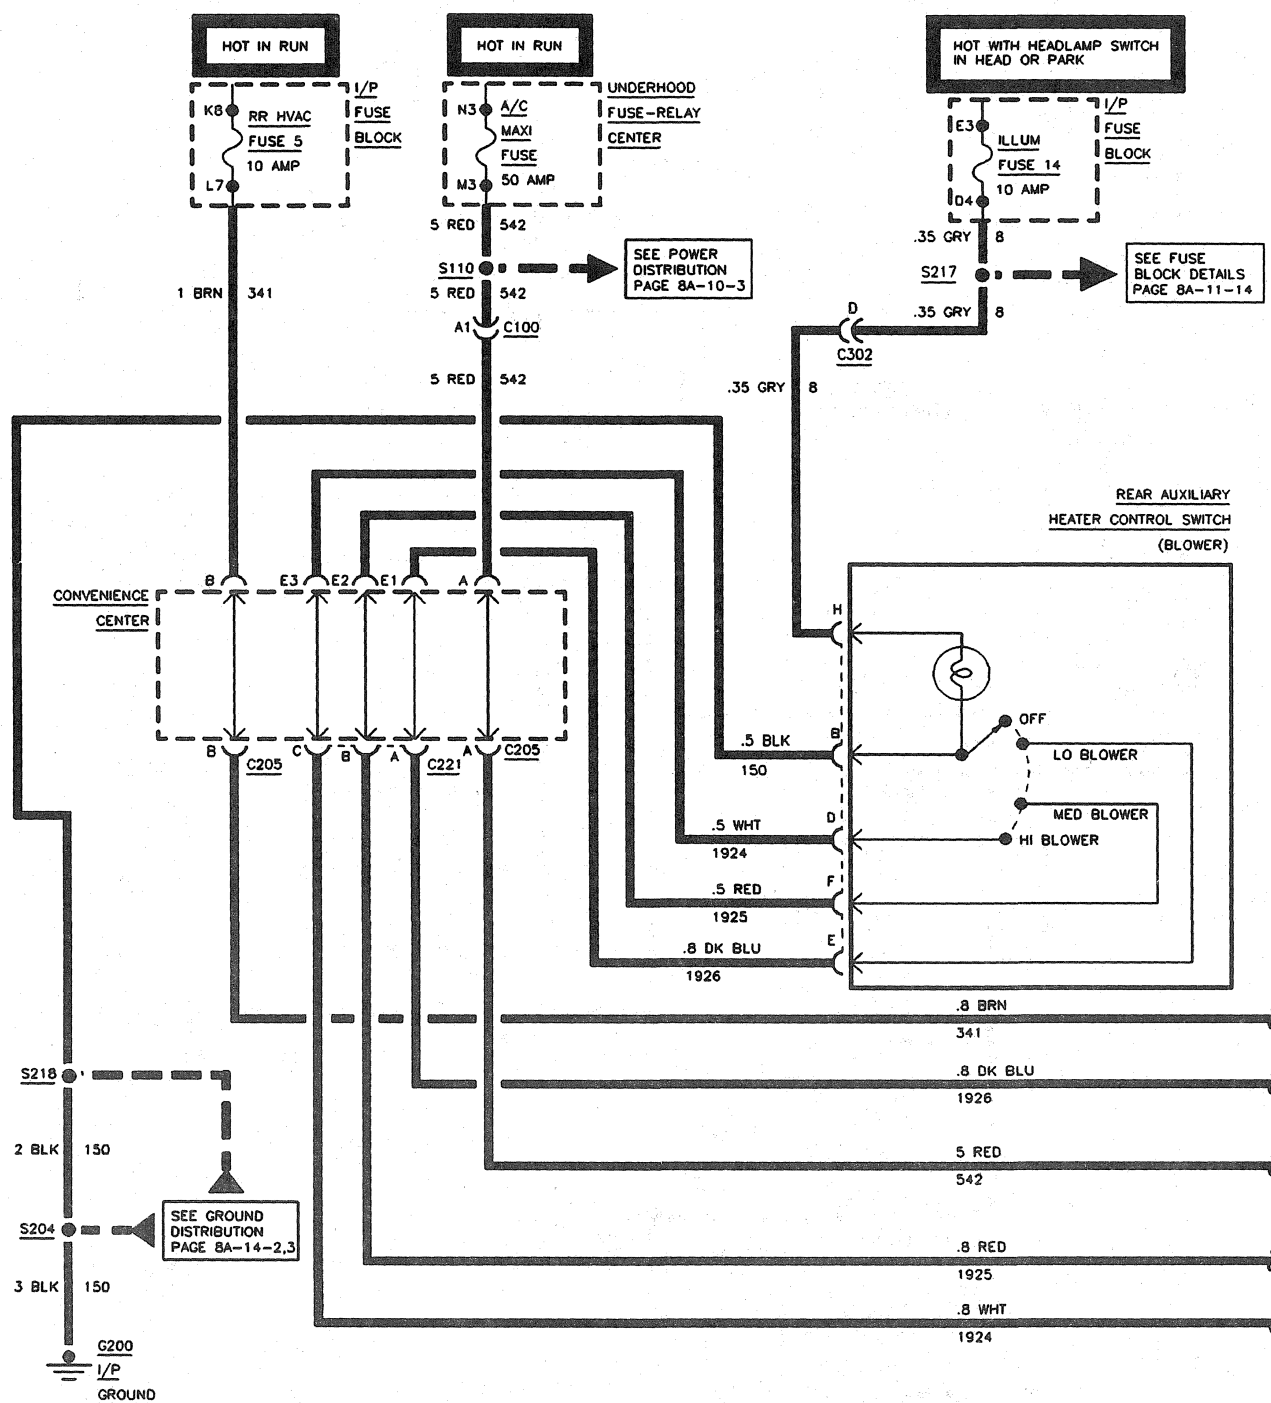 HOT IN RUN
HOT IN RUN
HOT WITH HEADLAMP SWITCH
IN HEAD OR PARK
K8
RR HVAC
FUSE 5
10 AMP
L7
I/P
FUSE
BLOCK
N3
A/C
MAXI
FUSE
50 AMP
M3
UNDERHOOD
FUSE-RELAY
CENTER
E3
ILLUM
FUSE 14
10 AMP
D4
I/P
FUSE
BLOCK
5 RED 542
S110
SEE POWER
DISTRIBUTION
PAGE 8A-10-3
5 RED 542
A1 C100
5 RED 542
1 BRN 341
.35 GRY 8
S217
SEE FUSE
BLOCK DETAILS
PAGE 8A-11-14
.35 GRY 8
D
C302
.35 GRY 8
REAR AUXILIARY
HEATER CONTROL SWITCH
(BLOWER)
B E3 E2 E1 A
CONVENIENCE
CENTER
B C205 C B A C221 A C205
H
OFF
LO BLOWER
MED BLOWER
HI BLOWER
.5 BLK B
150
.5 WHT D
1924
.5 RED F
1925
.8 DK BLU E
1926
.8 BRN
341
.8 DK BLU
1926
5 RED
542
.8 RED
1925
.8 WHT
1924
S218
2 BLK 150
S204
SEE GROUND
DISTRIBUTION
PAGE 8A-14-2,3
3 BLK 150
G200
I/P
GROUND